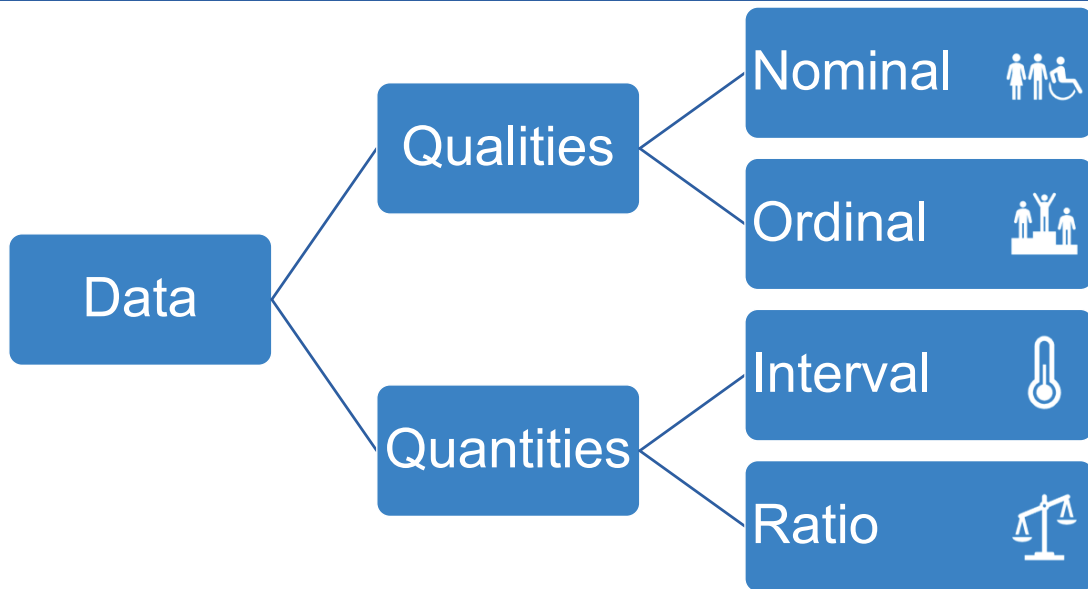 Data
Qualities
Nominal
Ordinal
Quantities
Interval
Ratio